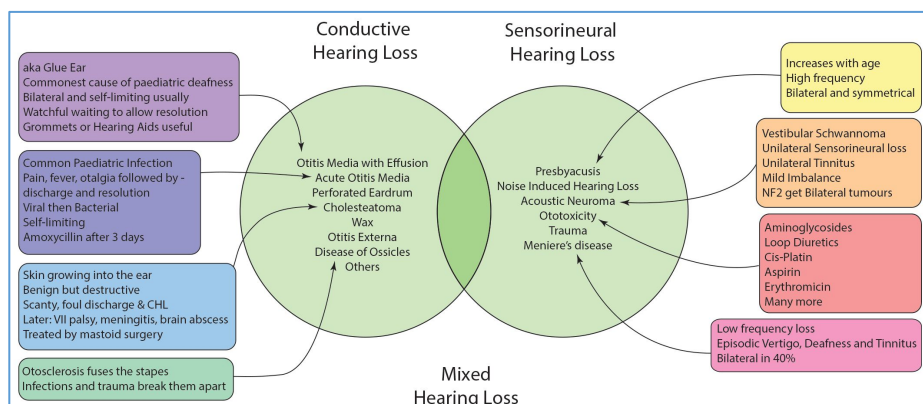 Conductive
Hearing Loss
Sensorineural
Hearing Loss
aka Glue Ear
Commonest cause of paediatric deafness
Bilateral and self-limiting usually
Watchful waiting to allow resolution
Grommets or Hearing Aids useful
Common Paediatric Infection
Pain, fever, otalgia followed by -
discharge and resolution
Viral then Bacterial
Self-limiting
Amoxycillin after 3 days
Skin growing into the ear
Benign but destructive
Scanty, foul discharge & CHL
Later: VII palsy, meningitis, brain abscess
Treated by mastoid surgery
Otosclerosis fuses the stapes
Infections and trauma break them apart
Otitis Media with Effusion
Acute Otitis Media
Perforated Eardrum
Cholesteatoma
Wax
Otitis Externa
Disease of Ossicles
Others
Presbyacusis
Noise Induced Hearing Loss
Acoustic Neuroma
Ototoxicity
Trauma
Meniere's disease
Increases with age
High frequency
Bilateral and symmetrical
Vestibular Schwannoma
Unilateral Sensorineural loss
Unilateral Tinnitus
Mild Imbalance
NF2 get Bilateral tumours
Aminoglycosides
Loop Diuretics
Cis-Platin
Aspirin
Erythromicin
Many more
Low frequency loss
Episodic Vertigo, Deafness and Tinnitus
Bilateral in 40%
Mixed
Hearing Loss